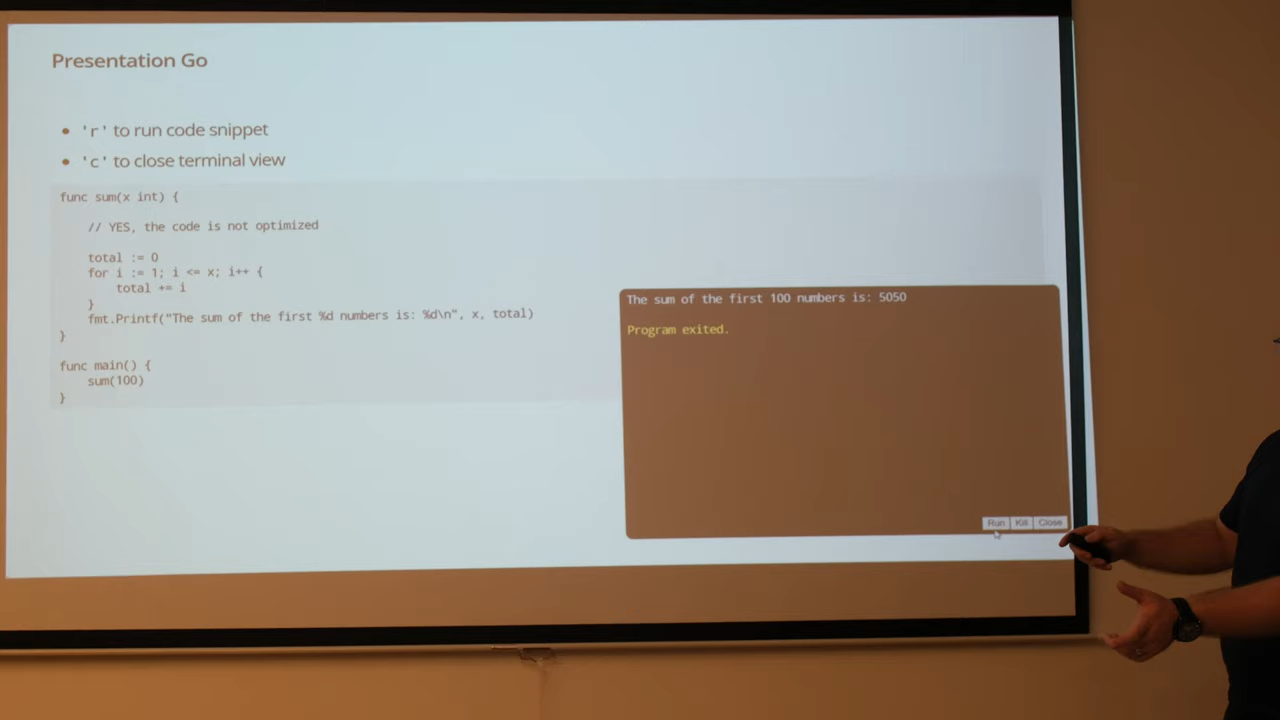 Presentation Go
• 'r' to run code snippet
• 'c' to close terminal view
func sum(x int) {
// YES, the code is not optimized
total := 0
for i := 1; i <= x; i++ {
total += i
}
fmt.Printf("The sum of the first %d numbers is: %d\n", x, total)
}
func main() {
sum(100)
}
The sum of the first 100 numbers is: 5050
Program exited.
Run Kill Close